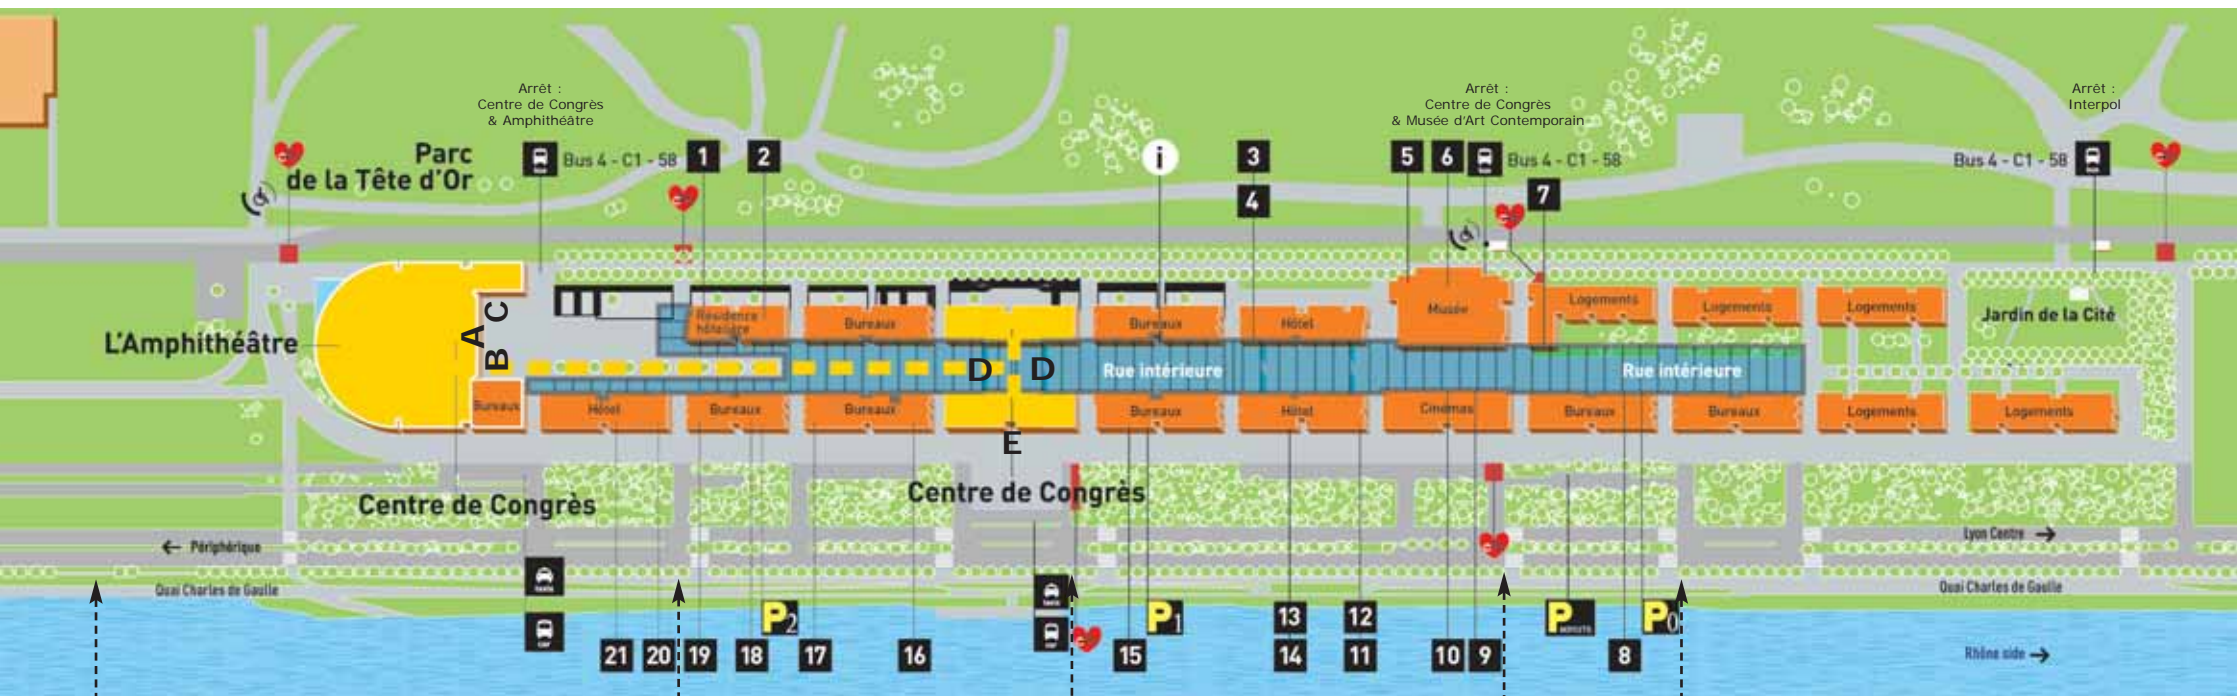 Arrêt :
Centre de Congrès
& Amphithéâtre
Arrêt :
Centre de Congrès
& Musée d'Art Contemporain
Arrêt :
Interpol
Parc
de la Tête d'Or
Bus 4 - C1 - 58
1
2
i
3
4
5
6
Bus 4 - C1 - 58
7
Bus 4 - C1 - 58
L'Amphithéâtre
A
B
C
Résidence
hôtelière
Bureaux
Bureaux
Hôtel
Musée
Logements
Logements
Logements
Jardin de la Cité
D
D
Rue intérieure
Rue intérieure
Bureaux
Hôtel
Bureaux
Bureaux
E
Bureaux
Hôtel
Cinémas
Bureaux
Bureaux
Logements
Logements
Centre de Congrès
Centre de Congrès
← Périphérique
Lyon Centre →
Quai Charles de Gaulle
Quai Charles de Gaulle
P2
P1
13
12
P
P0
21
20
19
18
17
16
15
14
11
10
9
8
Rhône side →